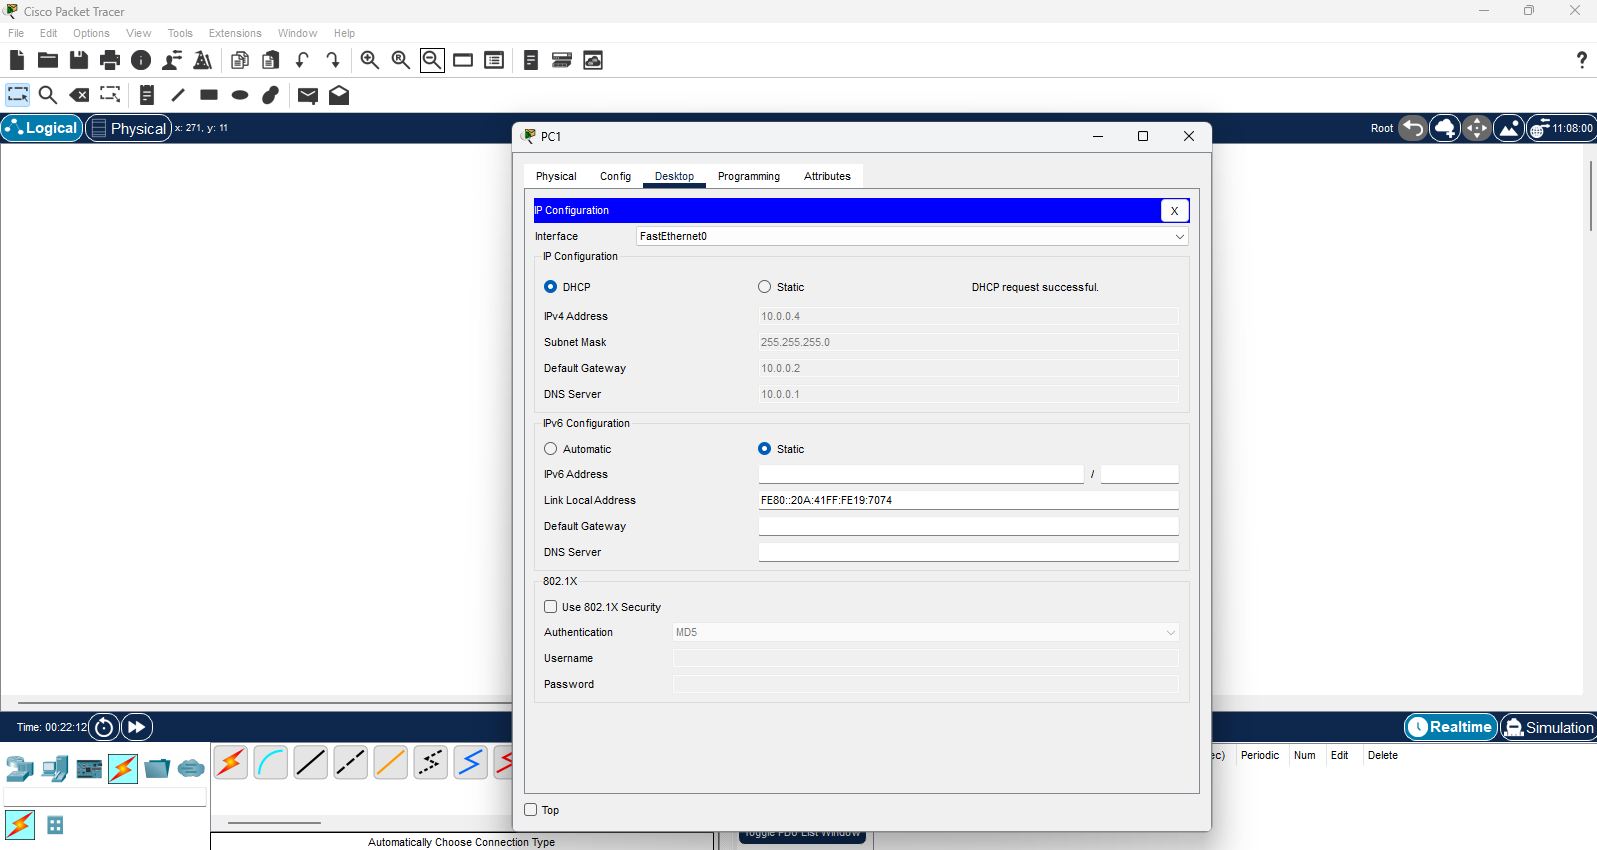 Cisco Packet Tracer
File Edit Options View Tools Extensions Window Help
Logical Physical x: 271, y: 11 Root 11:08:00
PC1
Physical Config Desktop Programming Attributes
IP Configuration X
Interface FastEthernet0
IP Configuration
DHCP Static DHCP request successful.
IPv4 Address 10.0.0.4
Subnet Mask 255.255.255.0
Default Gateway 10.0.0.2
DNS Server 10.0.0.1
IPv6 Configuration
Automatic Static
IPv6 Address /
Link Local Address FE80::20A:41FF:FE19:7074
Default Gateway
DNS Server
802.1X
Use 802.1X Security
Authentication MD5
Username
Password
Time: 00:22:12 Realtime Simulation
ec) Periodic Num Edit Delete
Top
Toggle PDU List Window
Automatically Choose Connection Type